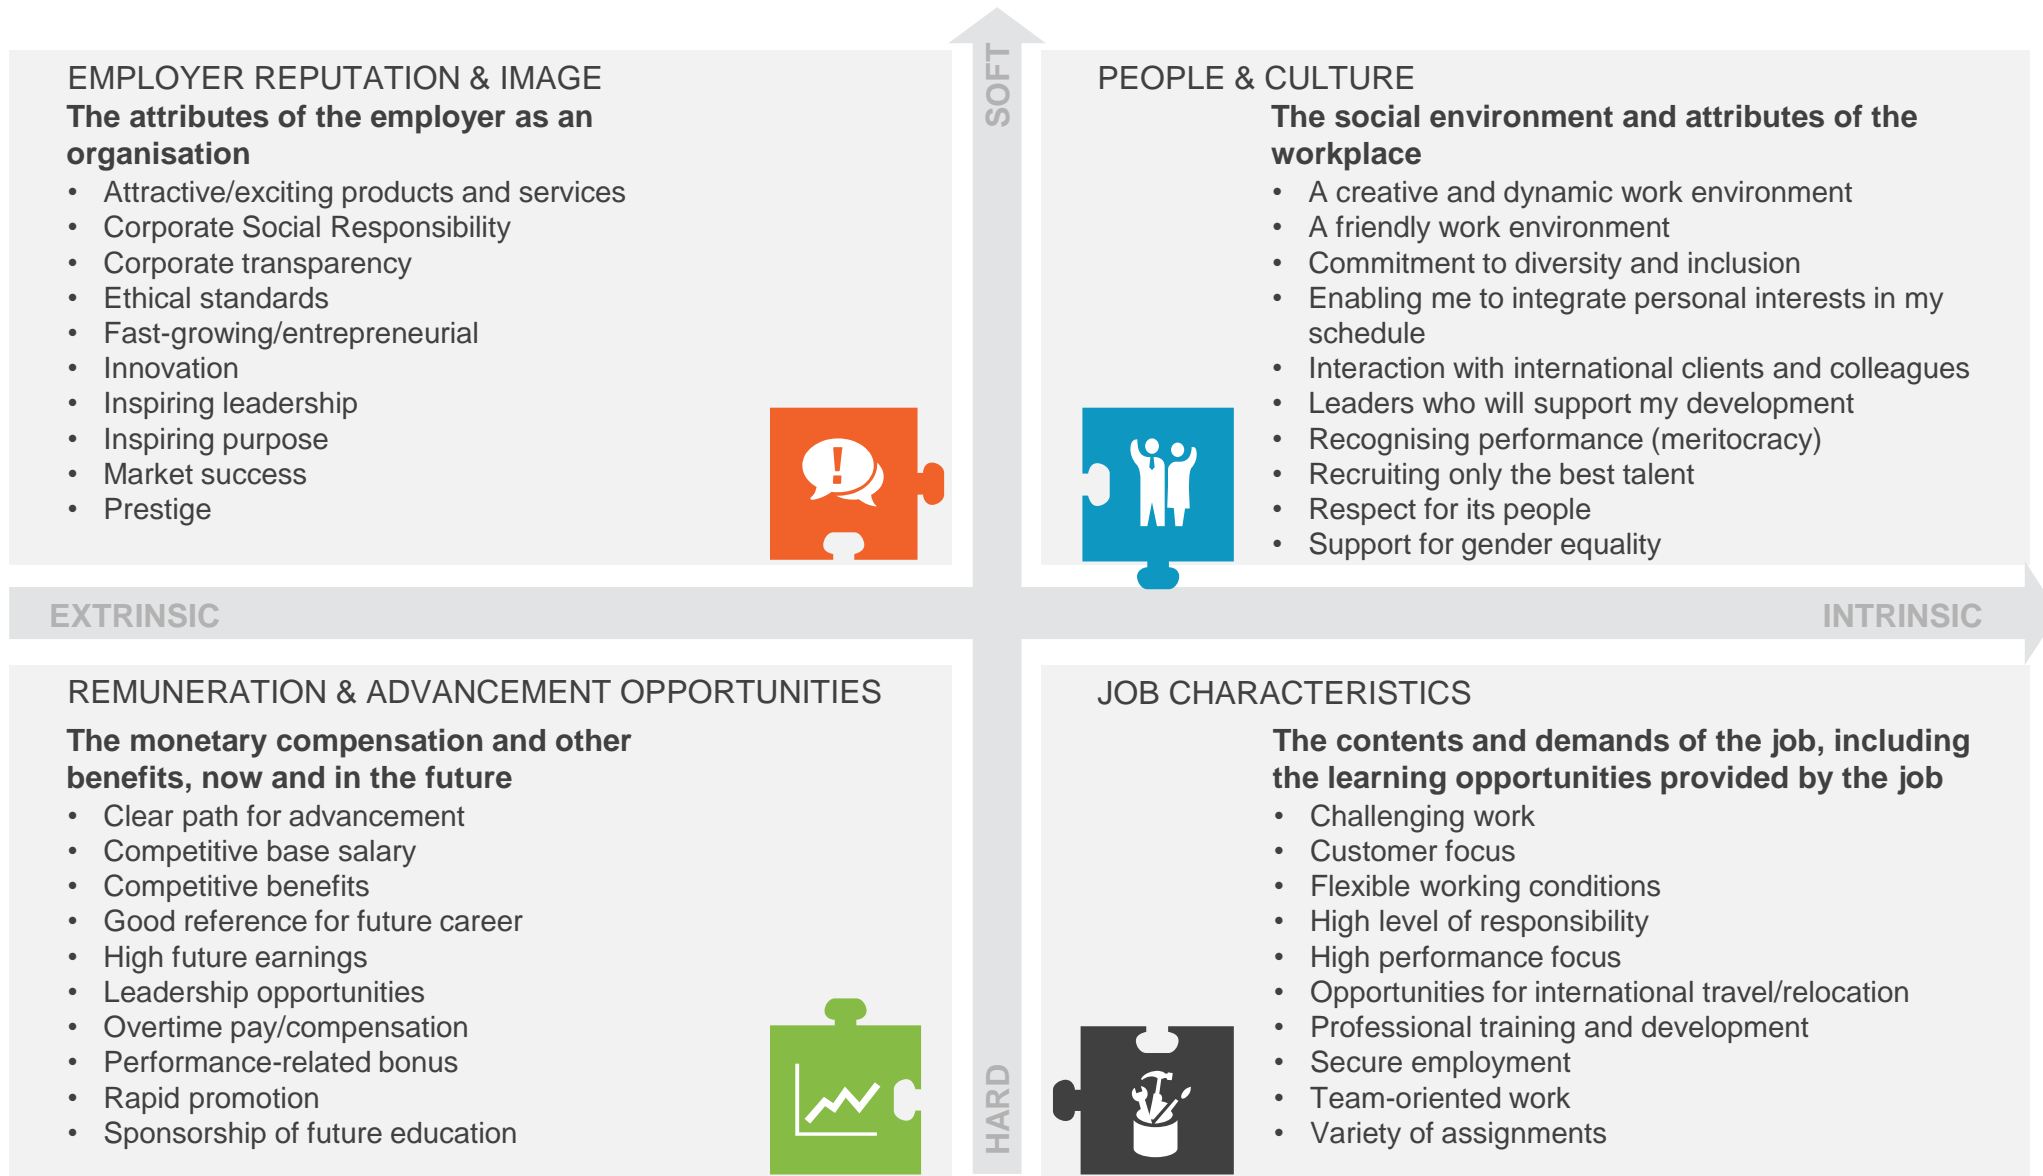 SOFT
EMPLOYER REPUTATION & IMAGE
The attributes of the employer as an
organisation
• Attractive/exciting products and services
• Corporate Social Responsibility
• Corporate transparency
• Ethical standards
• Fast-growing/entrepreneurial
• Innovation
• Inspiring leadership
• Inspiring purpose
• Market success
• Prestige
!
PEOPLE & CULTURE
The social environment and attributes of the
workplace
• A creative and dynamic work environment
• A friendly work environment
• Commitment to diversity and inclusion
• Enabling me to integrate personal interests in my
schedule
• Interaction with international clients and colleagues
• Leaders who will support my development
• Recognising performance (meritocracy)
• Recruiting only the best talent
• Respect for its people
• Support for gender equality
EXTRINSIC
INTRINSIC
REMUNERATION & ADVANCEMENT OPPORTUNITIES
The monetary compensation and other
benefits, now and in the future
• Clear path for advancement
• Competitive base salary
• Competitive benefits
• Good reference for future career
• High future earnings
• Leadership opportunities
• Overtime pay/compensation
• Performance-related bonus
• Rapid promotion
• Sponsorship of future education
JOB CHARACTERISTICS
The contents and demands of the job, including
the learning opportunities provided by the job
• Challenging work
• Customer focus
• Flexible working conditions
• High level of responsibility
• High performance focus
• Opportunities for international travel/relocation
• Professional training and development
• Secure employment
• Team-oriented work
• Variety of assignments
HARD